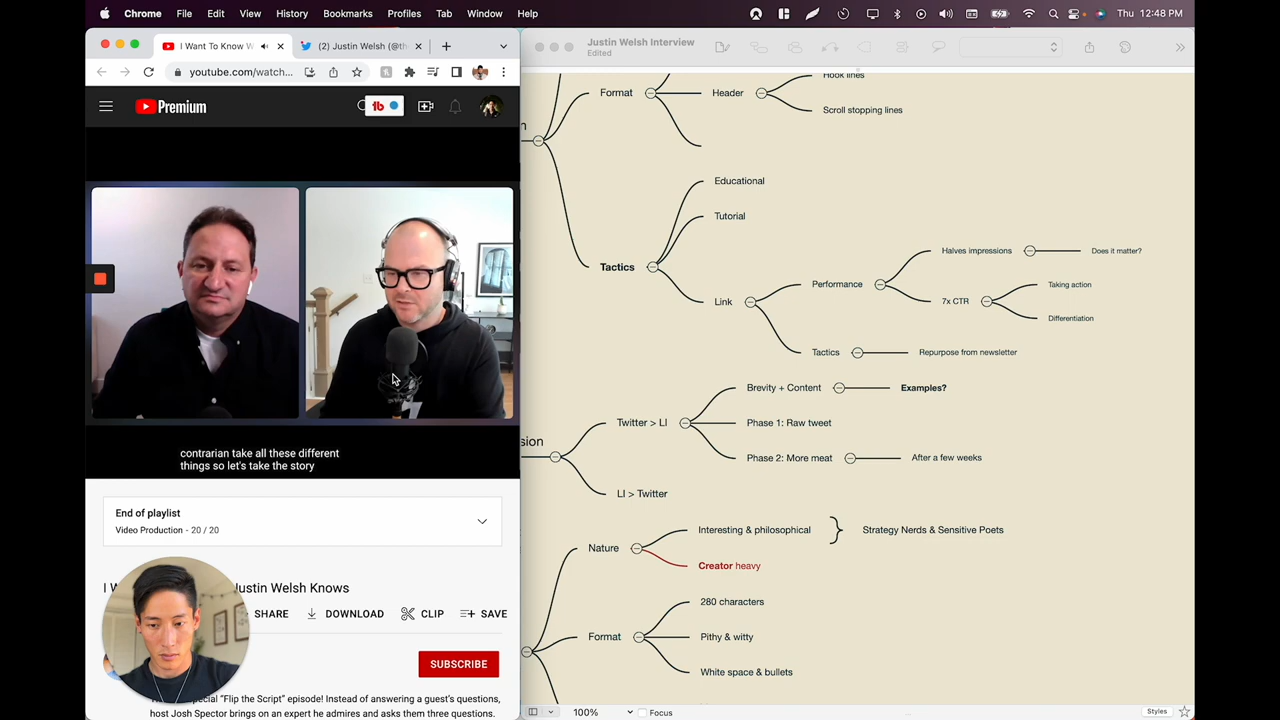 Chrome File Edit View History Bookmarks Profiles Tab Window Help Thu 12:48 PM
I Want To Know W
(2) Justin Welsh (@th
Justin Welsh Interview
Edited
youtube.com/watch...
Premium
Format
Header
Hook lines
Scroll stopping lines
n
Educational
Tutorial
Tactics
Link
Performance
Halves impressions
Does it matter?
7x CTR
Taking action
Differentiation
Tactics
Repurpose from newsletter
sion
Twitter > LI
Brevity + Content
Examples?
Phase 1: Raw tweet
Phase 2: More meat
After a few weeks
LI > Twitter
Nature
Interesting & philosophical
Strategy Nerds & Sensitive Poets
Creator heavy
Format
280 characters
Pithy & witty
White space & bullets
contrarian take all these different
things so let's take the story
End of playlist
Video Production - 20 / 20
I W Justin Welsh Knows
SHARE DOWNLOAD CLIP SAVE
SUBSCRIBE
pecial "Flip the Script" episode! Instead of answering a guest's questions,
host Josh Spector brings on an expert he admires and asks them three questions.
100% Focus Styles